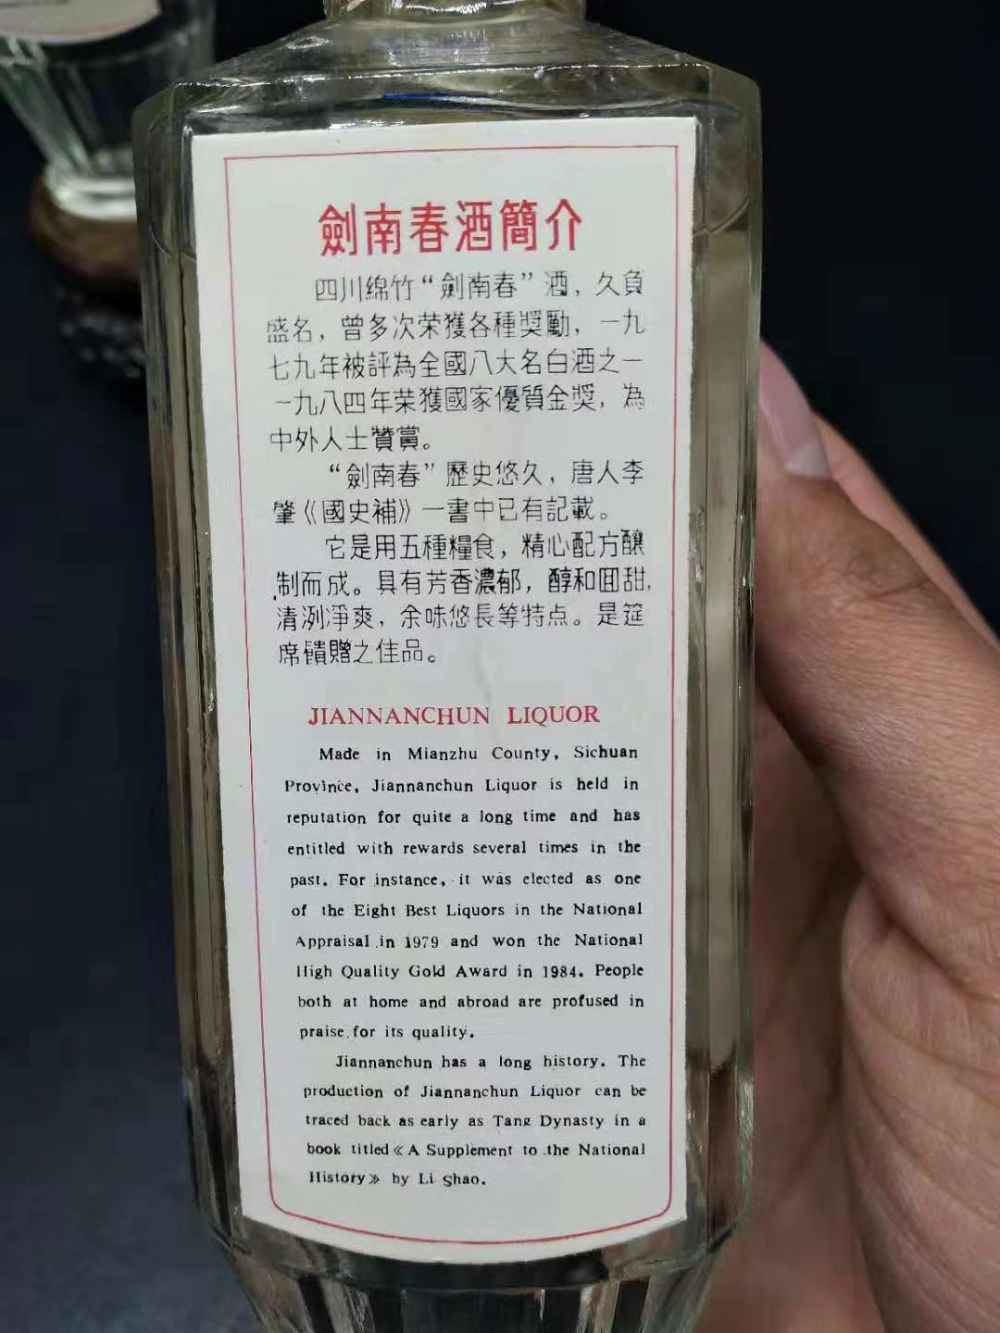 劍南春酒簡介
四川綿竹“劍南春”酒，久負
盛名，曾多次荣獲各種獎勵，一九
七九年被評為全國八大名白酒之一
一九八四年荣獲國家優質金獎，為
中外人士贊賞。
“劍南春”歷史悠久，唐人李
肇《國史補》一書中已有記載。
它是用五種糧食，精心配方釀
制而成。具有芳香濃郁，醇和囬甜，
清洌淨爽，余味悠長等特点。是筵
席饋贈之佳品。
JIANNANCHUN LIQUOR
Made in Mianzhu County, Sichuan
Province, Jiannanchun Liquor is held in
reputation for quite a long time and has
entitled with rewards several times in the
past. For instance, it was elected as one
of the Eight Best Liquors in the National
Appraisal in 1979 and won the National
High Quality Gold Award in 1984. People
both at home and abroad are profused in
praise for its quality.
Jiannanchun has a long history. The
production of Jiannanchun Liquor can be
traced back as early as Tang Dynasty in a
book titled《A Supplement to the National
History》 by Li Shao.